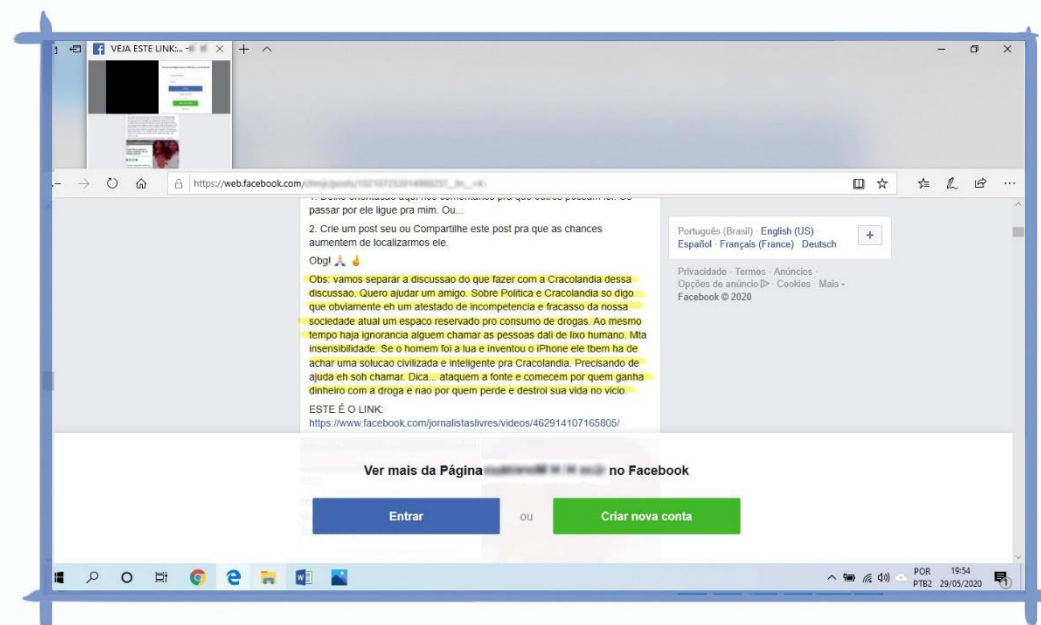 VEJA ESTE LINK:...
https://web.facebook.com/
passar por ele ligue pra mim. Ou...
2. Crie um post seu ou Compartilhe este post pra que as chances
aumentem de localizarmos ele.
Obg!
Obs: vamos separar a discussao do que fazer com a Cracolandia dessa
discussao. Quero ajudar um amigo. Sobre Politica e Cracolandia so digo
que obviamente eh um atestado de incompetencia e fracasso da nossa
sociedade atual um espaco reservado pro consumo de drogas. Ao mesmo
tempo haja ignorancia alguem chamar as pessoas dali de lixo humano. Mta
insensibilidade. Se o homem foi a lua e inventou o iPhone ele tbem ha de
achar uma solucao civilizada e inteligente pra Cracolandia. Precisando de
ajuda eh soh chamar. Dica... ataquem a fonte e comecem por quem ganha
dinheiro com a droga e nao por quem perde e destroi sua vida no vicio.
ESTE É O LINK:
https://www.facebook.com/jornalistaslivres/videos/462914107165805/
Português (Brasil) · English (US) ·
Español · Français (France) · Deutsch
Privacidade · Termos · Anúncios ·
Opções de anúncio · Cookies · Mais
Facebook © 2020
Ver mais da Página no Facebook
Entrar
ou
Criar nova conta
POR
PTB2
19:54
29/05/2020